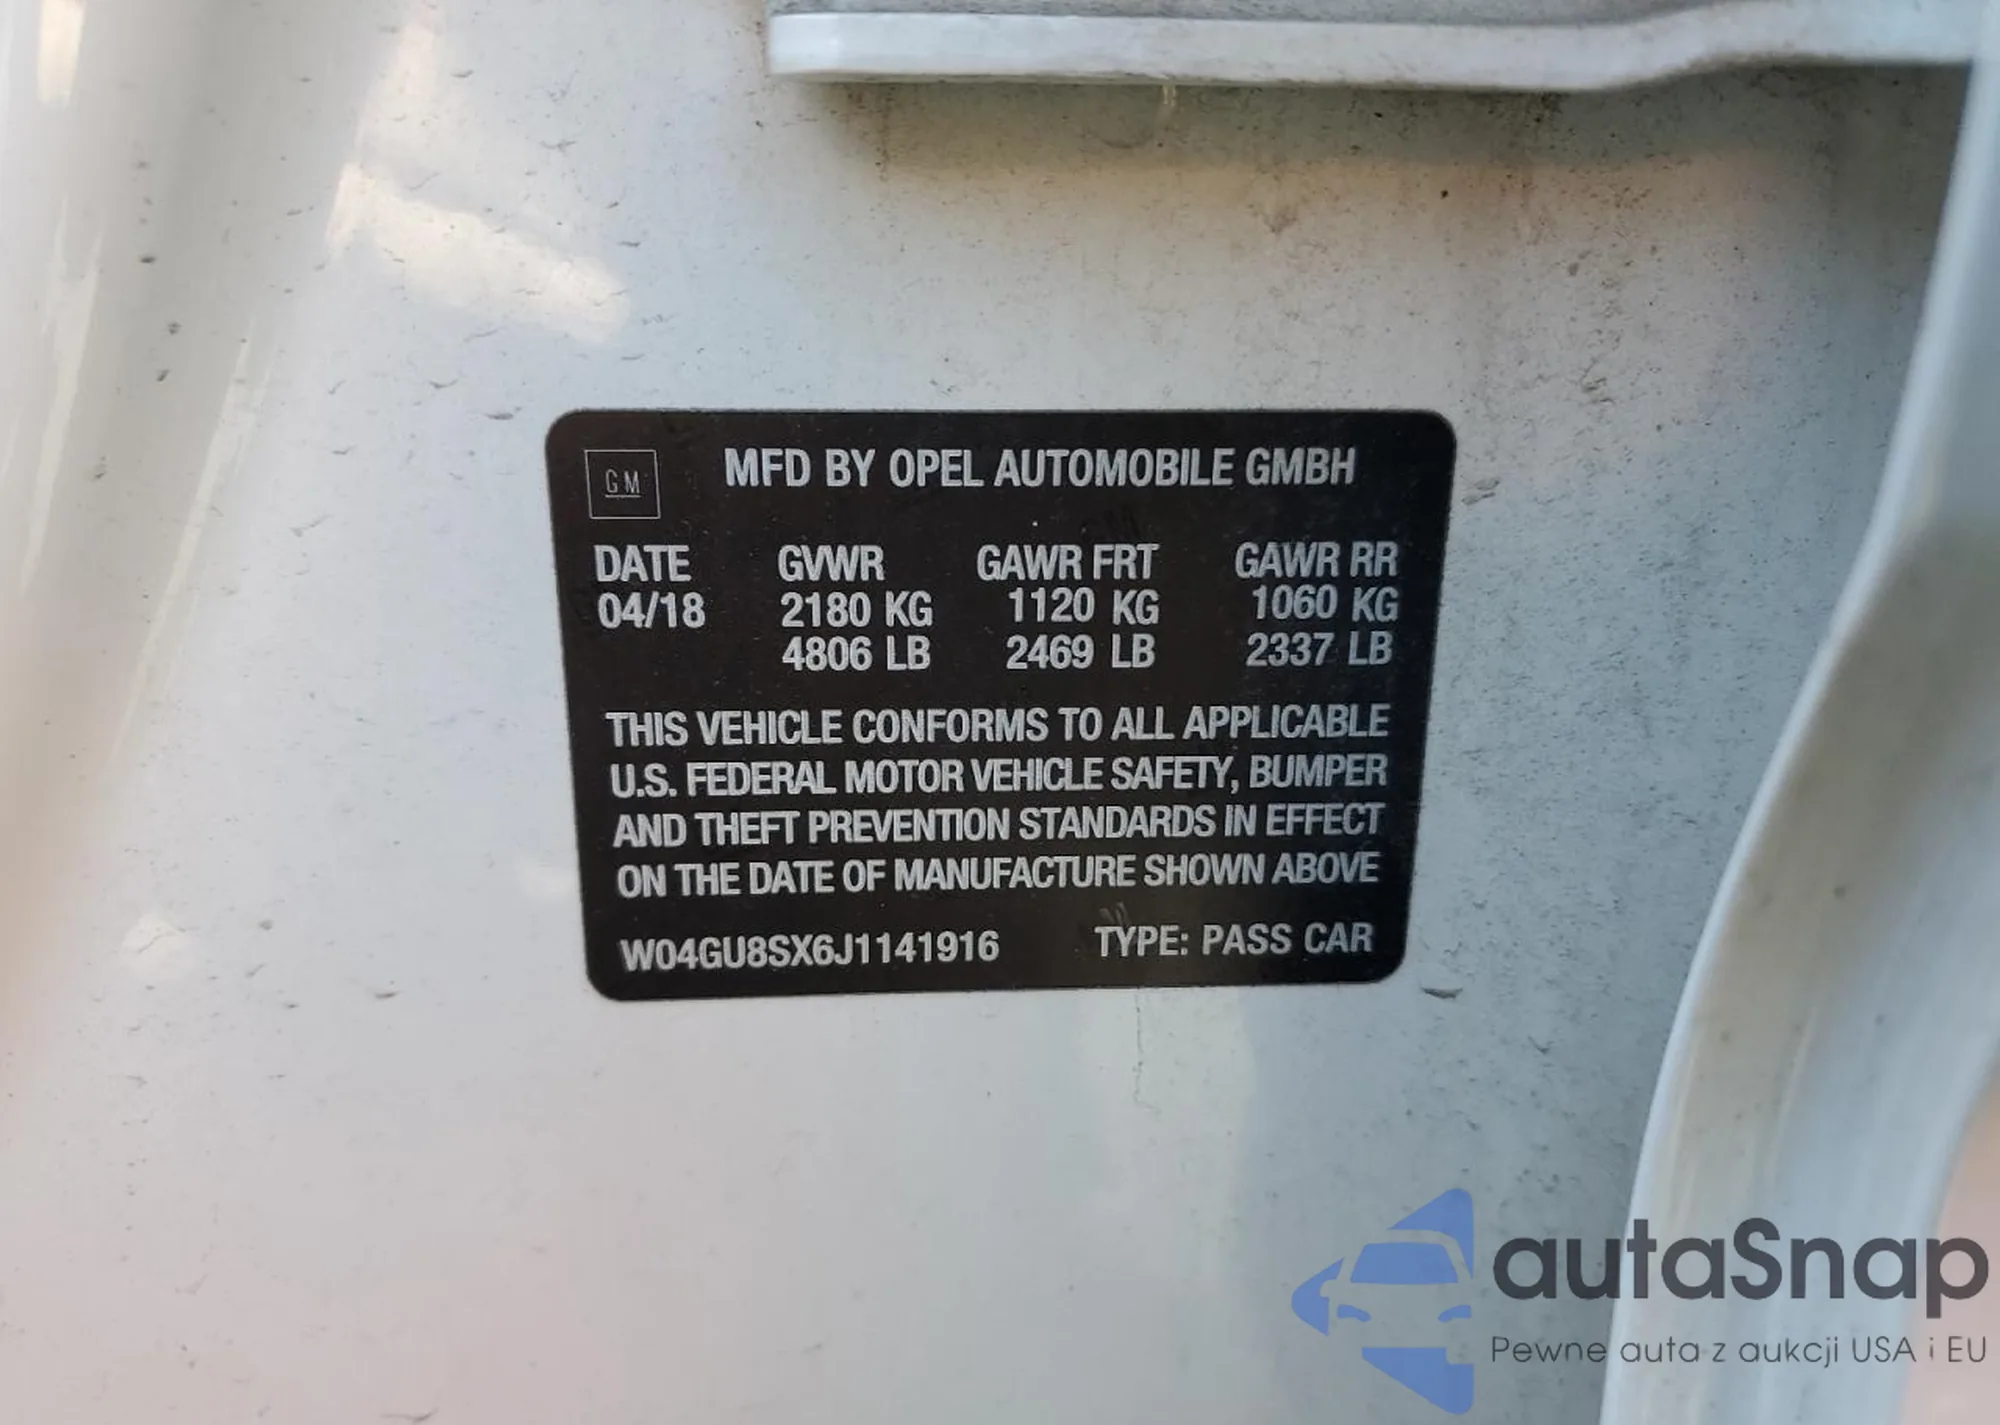 GM
MFD BY OPEL AUTOMOBILE GMBH
DATE GVWR GAWR FRT GAWR RR
04/18 2180 KG 1120 KG 1060 KG
4806 LB 2469 LB 2337 LB
THIS VEHICLE CONFORMS TO ALL APPLICABLE
U.S. FEDERAL MOTOR VEHICLE SAFETY, BUMPER
AND THEFT PREVENTION STANDARDS IN EFFECT
ON THE DATE OF MANUFACTURE SHOWN ABOVE
W04GU8SX6J1141916 TYPE: PASS CAR
autaSnap
Pewne auta z aukcji USA i EU